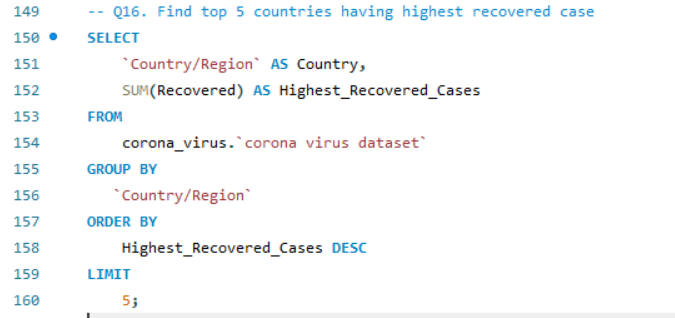 149 -- Q16. Find top 5 countries having highest recovered case
150 SELECT
151 `Country/Region` AS Country,
152 SUM(Recovered) AS Highest_Recovered_Cases
153 FROM
154 corona_virus.`corona virus dataset`
155 GROUP BY
156 `Country/Region`
157 ORDER BY
158 Highest_Recovered_Cases DESC
159 LIMIT
160 5;